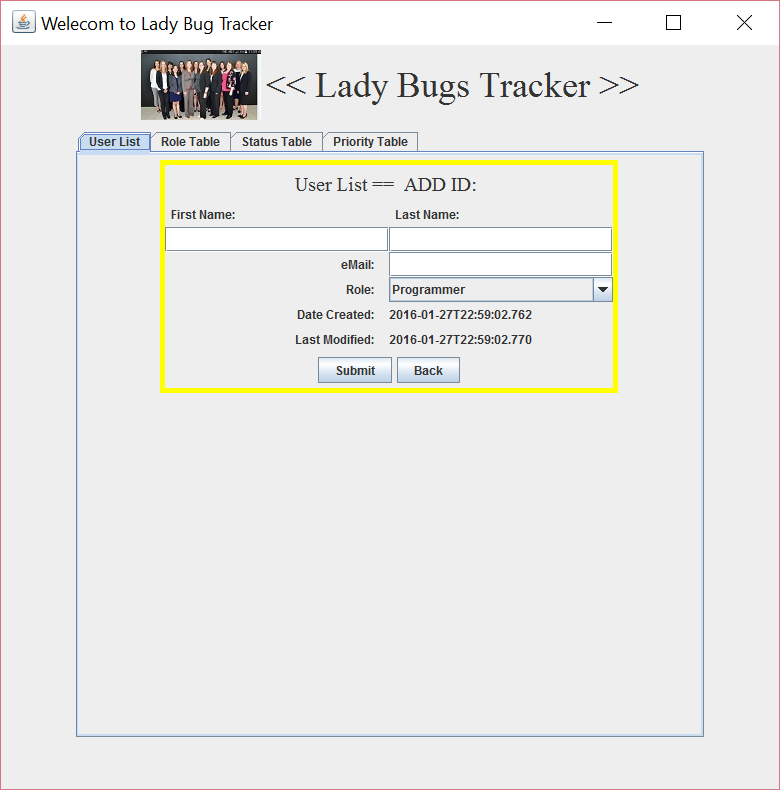 Welecom to Lady Bug Tracker
<< Lady Bugs Tracker >>
User List Role Table Status Table Priority Table
User List == ADD ID:
First Name: Last Name:
eMail:
Role: Programmer
Date Created: 2016-01-27T22:59:02.762
Last Modified: 2016-01-27T22:59:02.770
Submit Back